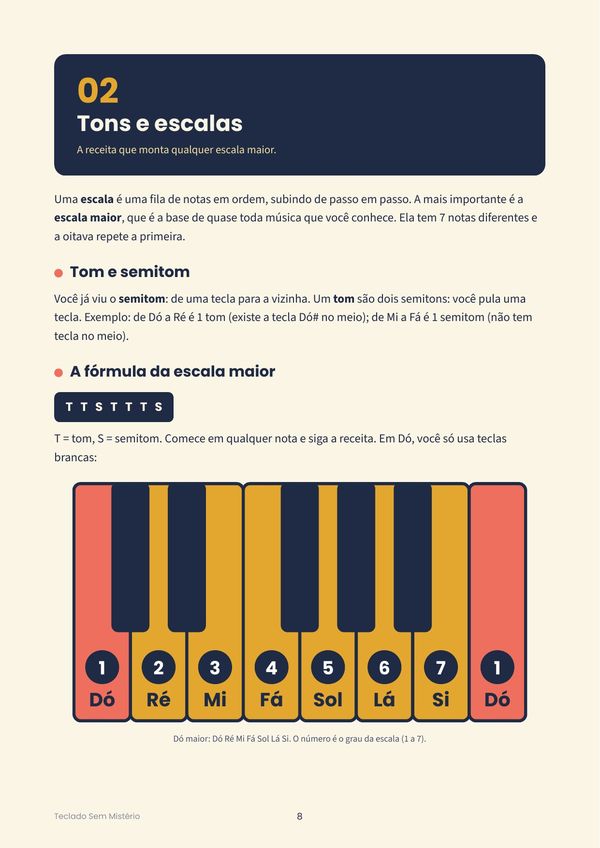 02
Tons e escalas
A receita que monta qualquer escala maior.
Uma escala é uma fila de notas em ordem, subindo de passo em passo. A mais importante é a
escala maior, que é a base de quase toda música que você conhece. Ela tem 7 notas diferentes e
a oitava repete a primeira.
Tom e semitom
Você já viu o semitom: de uma tecla para a vizinha. Um tom são dois semitons: você pula uma
tecla. Exemplo: de Dó a Ré é 1 tom (existe a tecla Dó# no meio); de Mi a Fá é 1 semitom (não tem
tecla no meio).
A fórmula da escala maior
T T S T T T S
T = tom, S = semitom. Comece em qualquer nota e siga a receita. Em Dó, você só usa teclas
brancas:
1 2 3 4 5 6 7 1
Dó Ré Mi Fá Sol Lá Si Dó
Dó maior: Dó Ré Mi Fá Sol Lá Si. O número é o grau da escala (1 a 7).
Teclado Sem Mistério 8